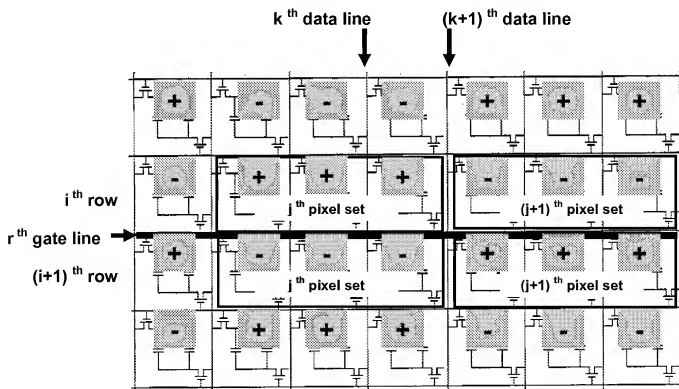 k th data line (k+1) th data line
+ - - - + + +
i th row - + + + - - -
j th pixel set (j+1) th pixel set
r th gate line
(i+1) th row + - - - + + +
j th pixel set (j+1) th pixel set
- + + + - - -